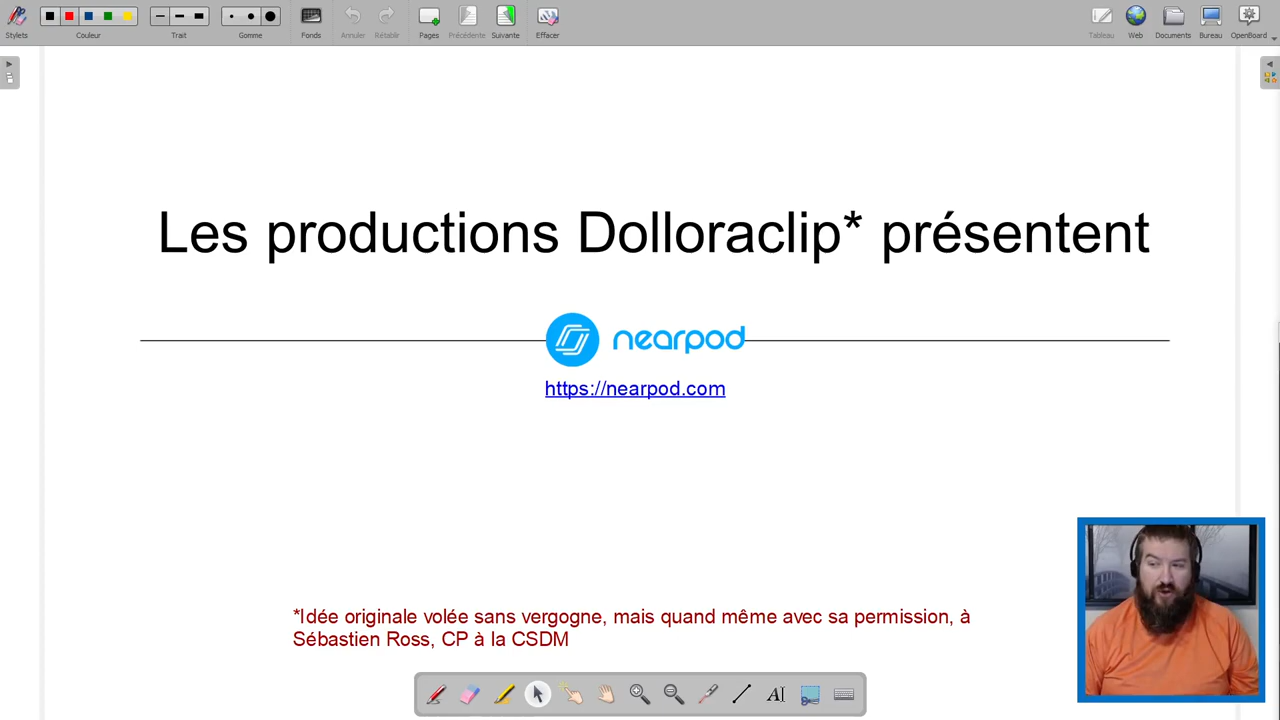 Stylets Couleur Trait Gomme Fonds Annuler Rétablir Pages Précédente Suivante Effacer Tableau Web Documents Bureau OpenBoard
Les productions Dolloraclip* présentent
nearpod
https://nearpod.com
*Idée originale volée sans vergogne, mais quand même avec sa permission, à
Sébastien Ross, CP à la CSDM
AI